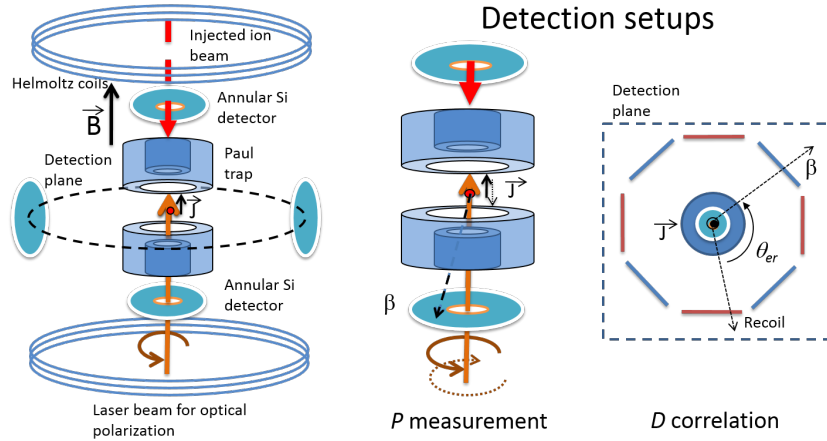 Detection setups
Injected ion
beam
Helmoltz coils
Annular Si
detector
B
Detection
plane
Paul
trap
J
Annular Si
detector
Laser beam for optical
polarization
J
β
P measurement
Detection
plane
β
J
θer
Recoil
D correlation